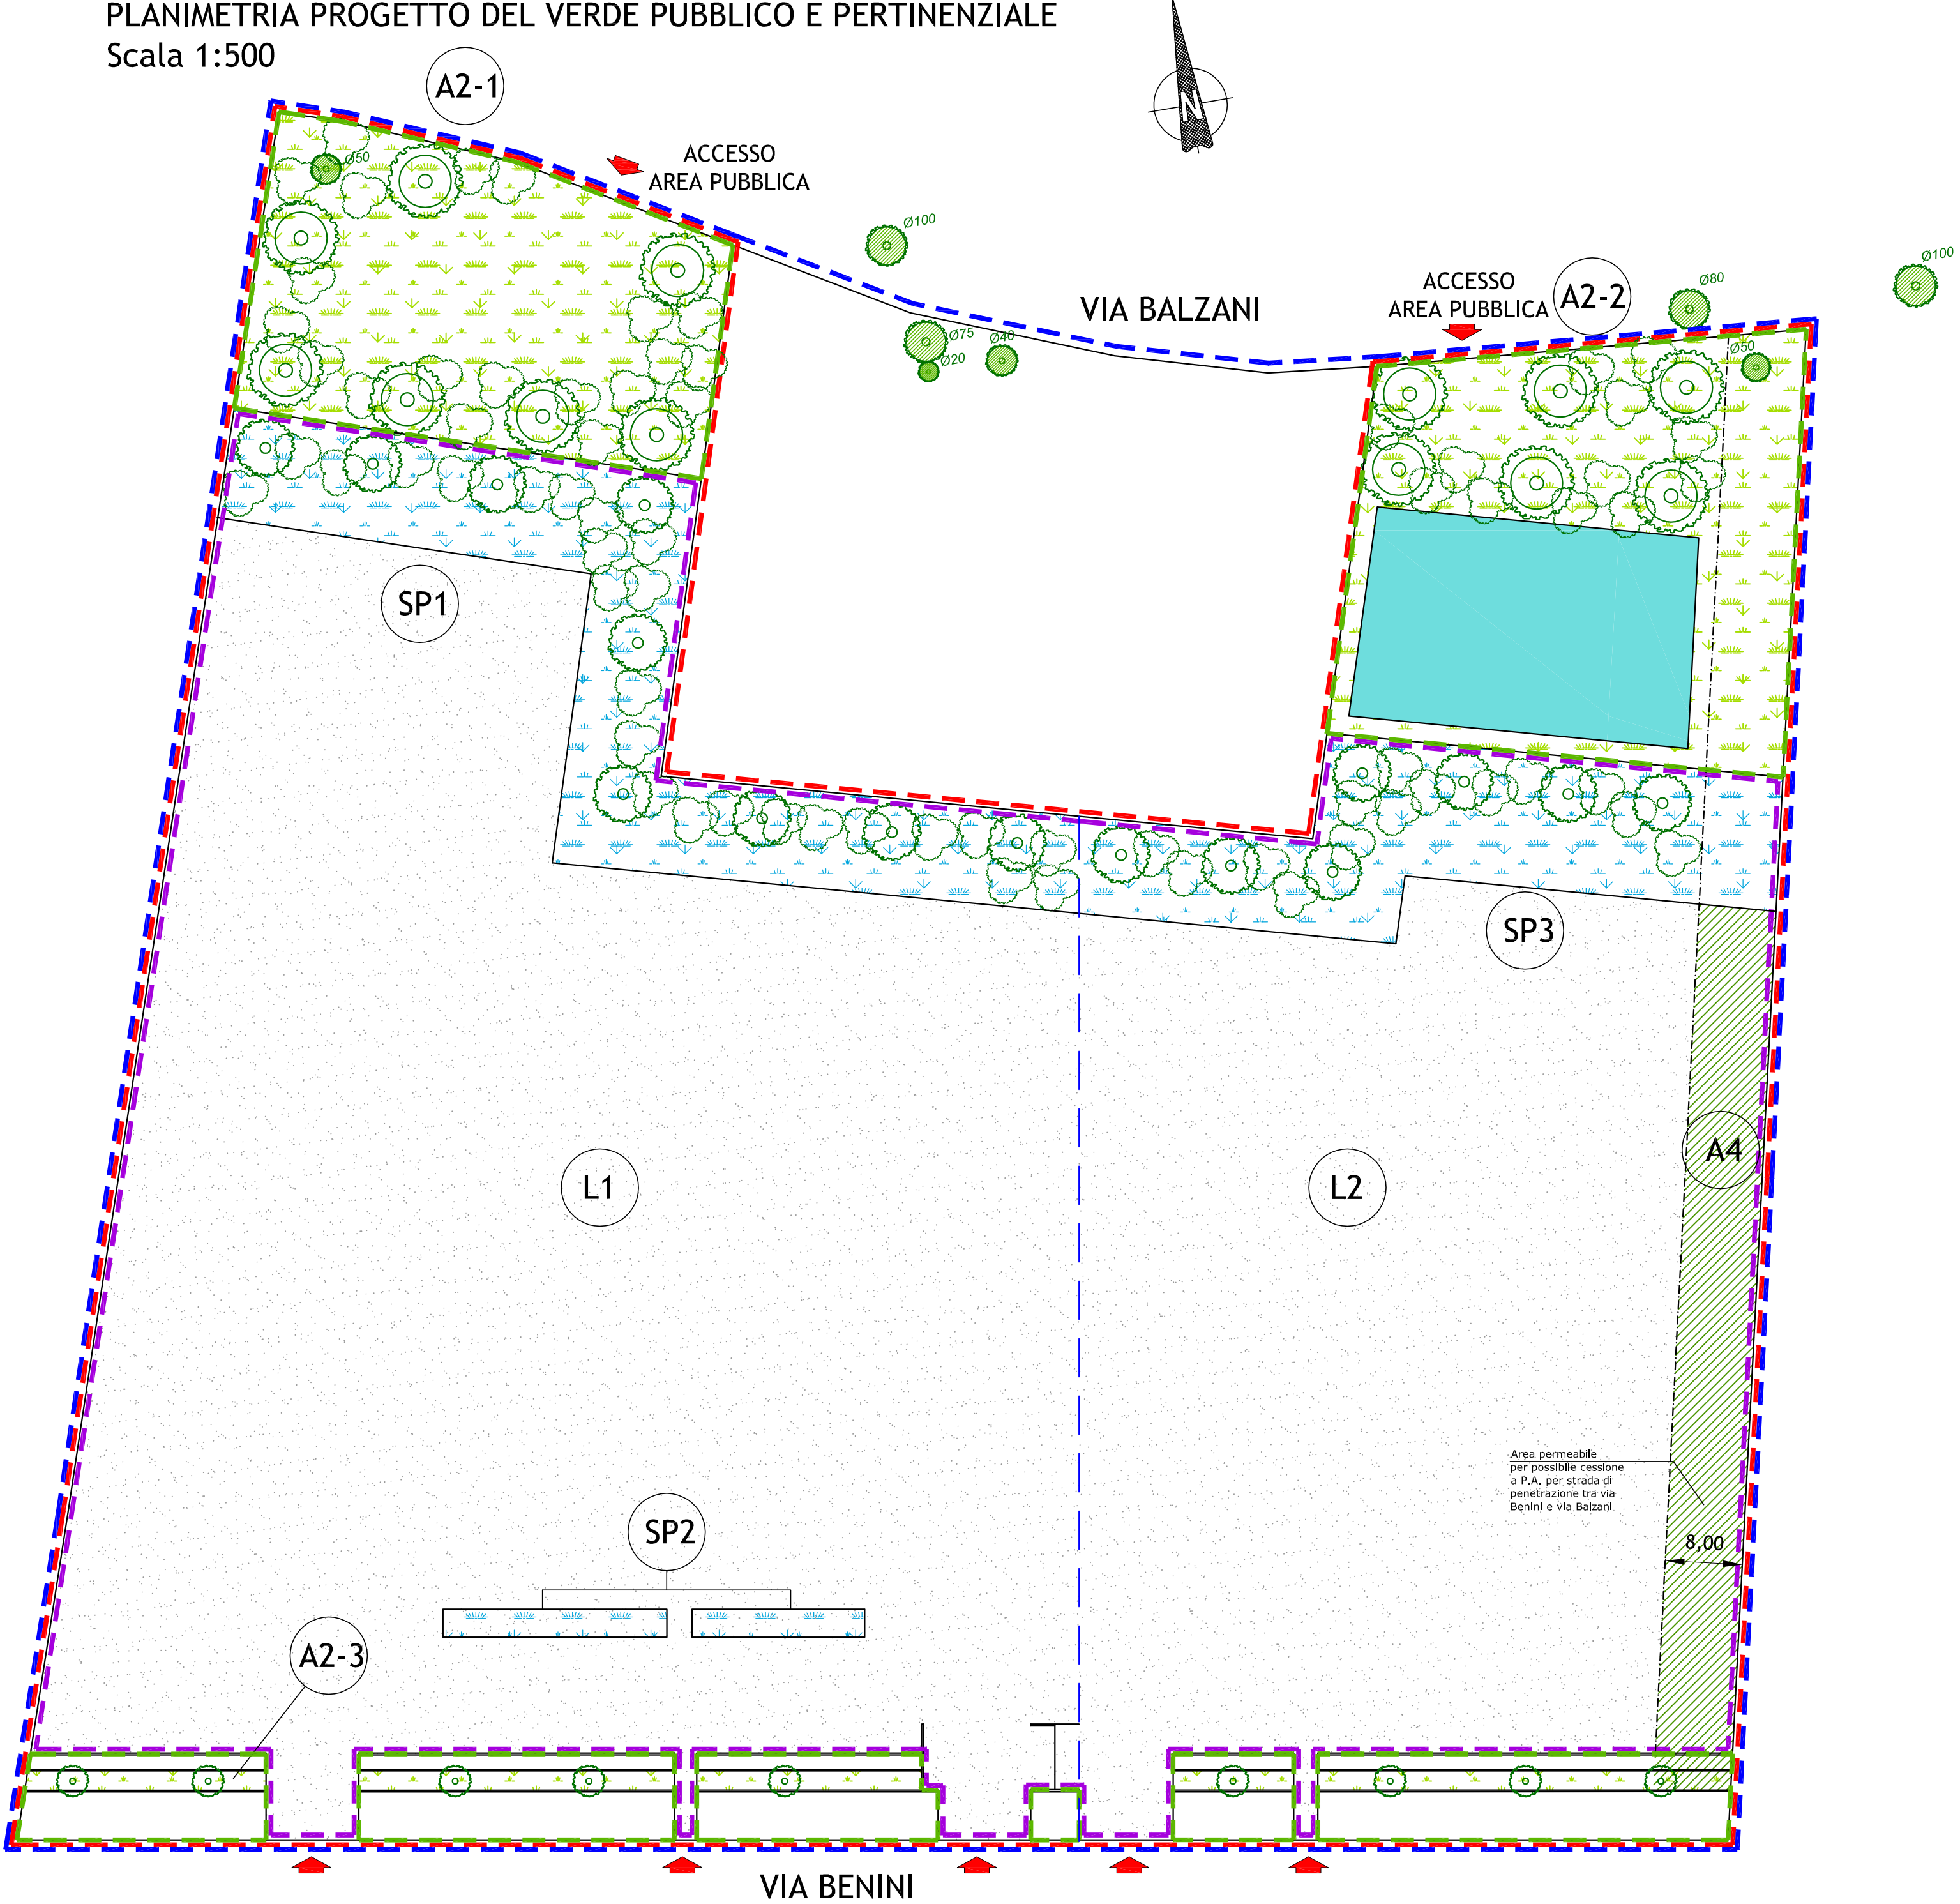 PLANIMETRIA PROGETTO DEL VERDE PUBBLICO E PERTINENZIALE
Scala 1:500
A2-1
N
ACCESSO
AREA PUBBLICA
Ø50
Ø100
Ø75
Ø20
Ø40
VIA BALZANI
ACCESSO
AREA PUBBLICA
A2-2
Ø80
Ø100
Ø50
SP1
SP3
L1
L2
A4
Area permeabile
per possibile cessione
a P.A. per strada di
penetrazione tra via
Benini e via Balzani
8,00
SP2
A2-3
VIA BENINI